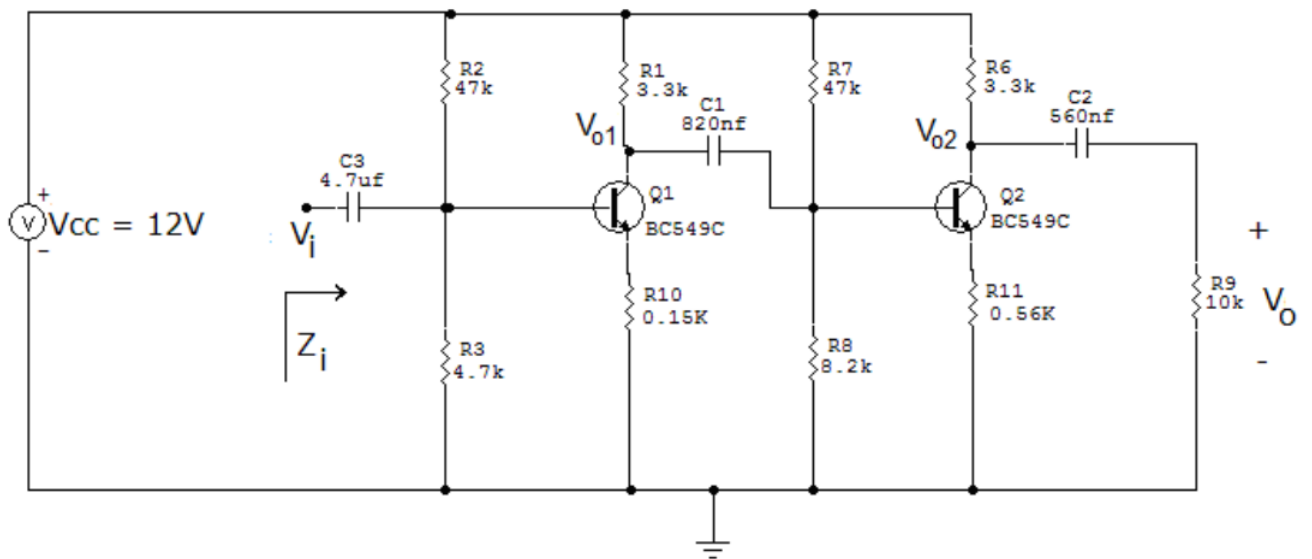 R2
47k
R1
3.3k
R7
47k
R6
3.3k
C1
820nf
C2
560nf
Vo1
Vo2
C3
4.7uf
Q1
BC549C
Q2
BC549C
+
V
-
Vcc = 12V
Vi
Zi
R10
0.15K
R11
0.56K
R9
10k
+
Vo
-
R3
4.7k
R8
8.2k